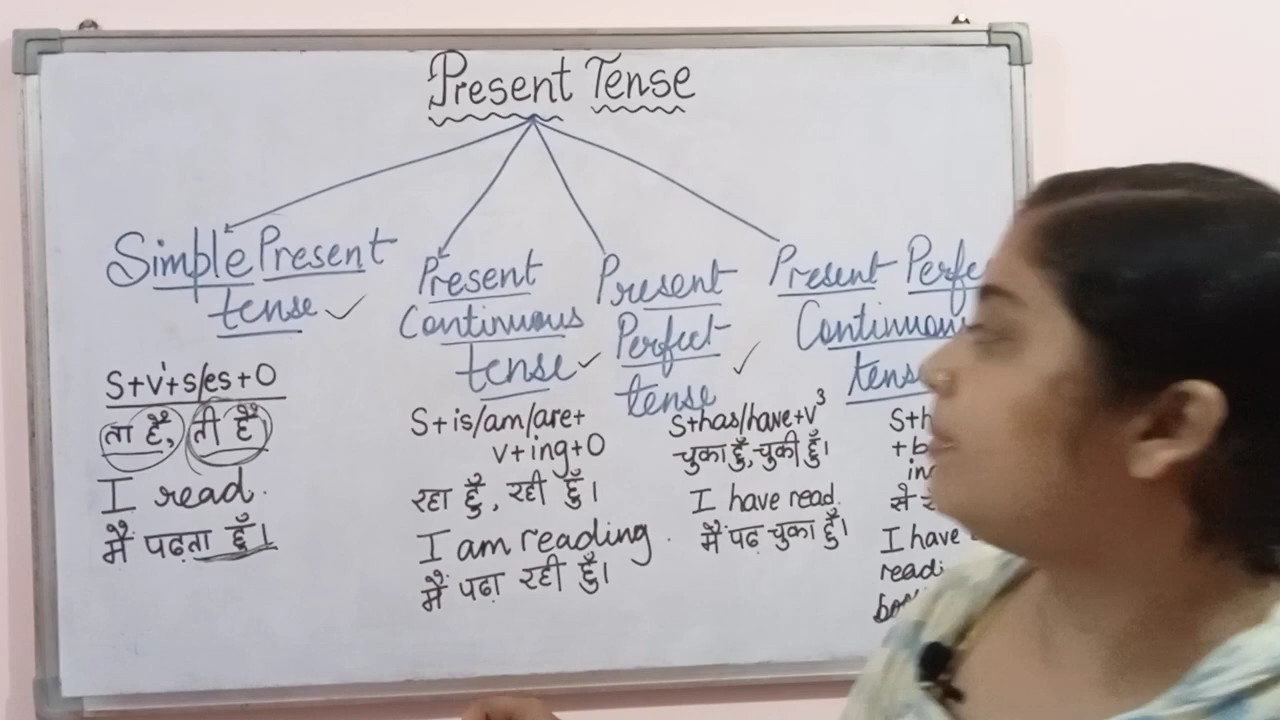 Present Tense
Simple Present
tense ✓
S+V¹+s/es+O
ता हैं, ती हैं
I read.
मैं पढ़ता हूँ।
Present
Continuous
tense ✓
S+is/am/are+
v+ing+O
रहा हूँ, रही हूँ।
I am reading.
मैं पढा रही हूँ।
Present
Perfect
tense ✓
S+has/have+v³
चुका हूँ, चुकी हूँ।
I have read.
मैं पढ़ चुका हूँ।
Present
Continuous
S+
+
से
I have